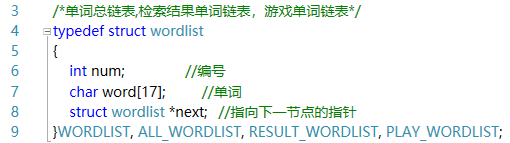 3 /*单词总链表,检索结果单词链表，游戏单词链表*/
4 typedef struct wordlist
5 {
6 int num; //编号
7 char word[17]; //单词
8 struct wordlist *next; //指向下一节点的指针
9 }WORDLIST, ALL_WORDLIST, RESULT_WORDLIST, PLAY_WORDLIST;